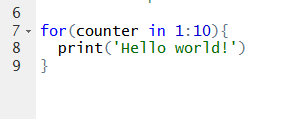 6
7 for(counter in 1:10){
8   print('Hello world!')
9 }